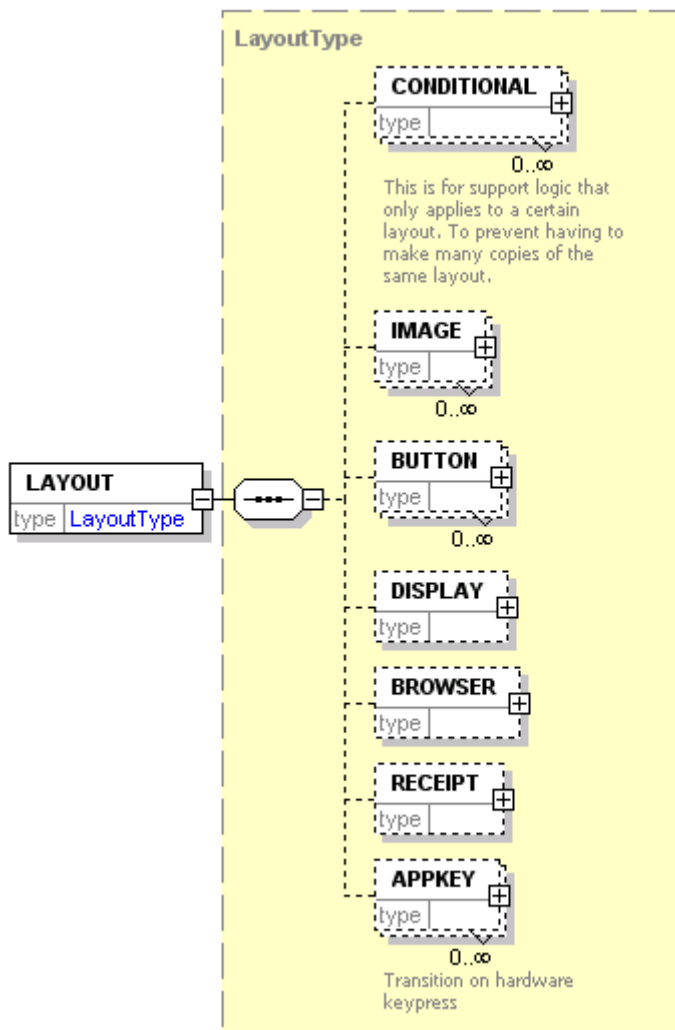 LayoutType
CONDITIONAL
type
0..∞
This is for support logic that
only applies to a certain
layout. To prevent having to
make many copies of the
same layout.
IMAGE
type
0..∞
LAYOUT
type LayoutType
BUTTON
type
0..∞
DISPLAY
type
BROWSER
type
RECEIPT
type
APPKEY
type
0..∞
Transition on hardware
keypress